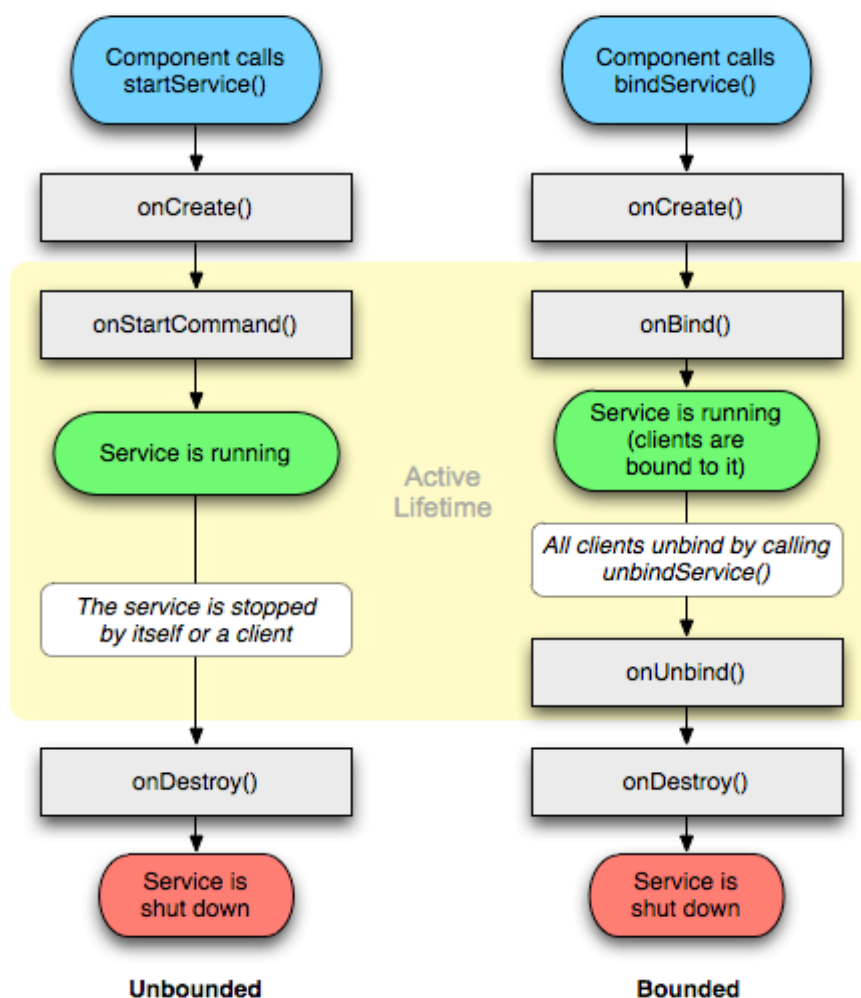 Component calls
startService()
onCreate()
onStartCommand()
Service is running
The service is stopped
by itself or a client
onDestroy()
Service is
shut down
Unbounded
Active
Lifetime
Component calls
bindService()
onCreate()
onBind()
Service is running
(clients are
bound to it)
All clients unbind by calling
unbindService()
onUnbind()
onDestroy()
Service is
shut down
Bounded